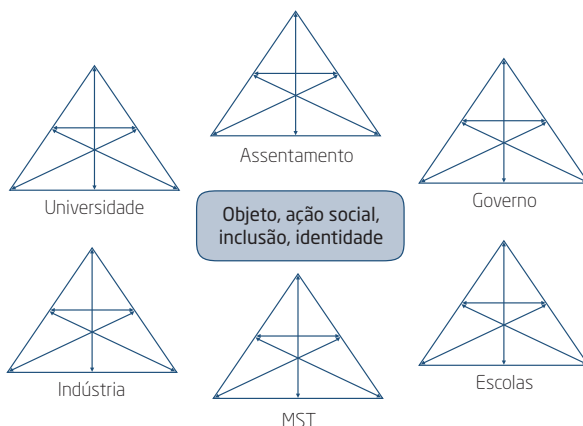 Assentamento
Universidade
Governo
Objeto, ação social,
inclusão, identidade
Indústria
MST
Escolas